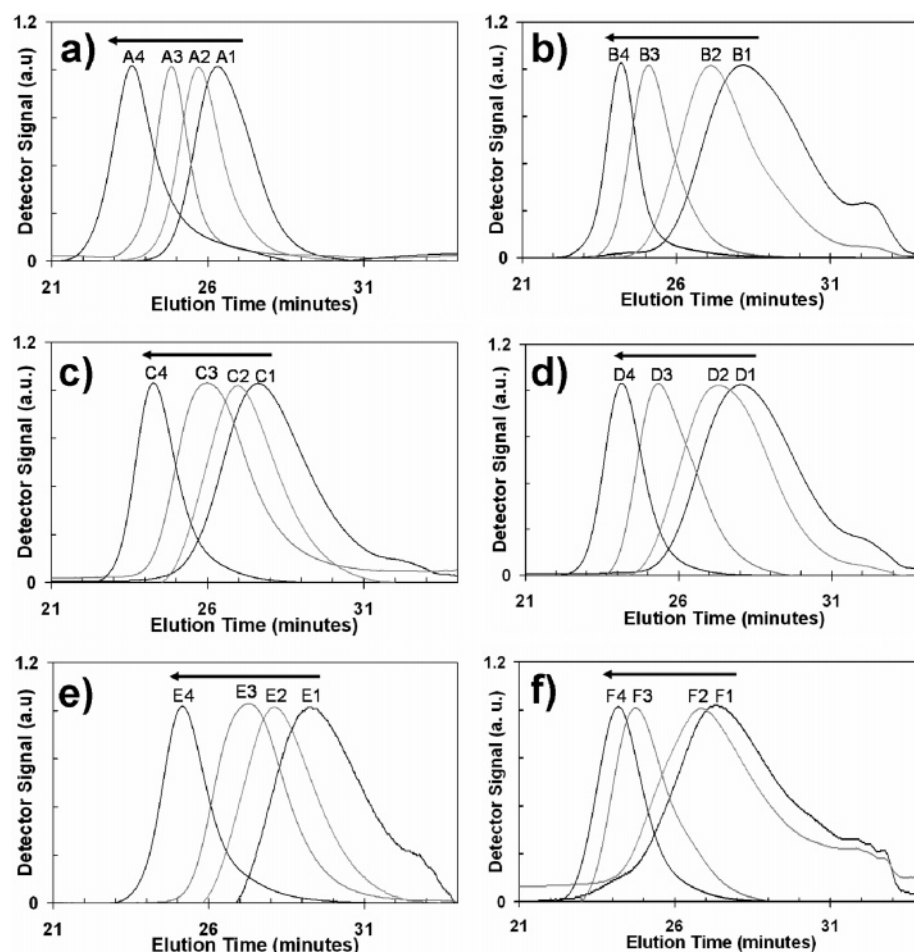 1.2
a)
A4 A3 A2 A1
Detector Signal (a.u)
0
21 26 31
Elution Time (minutes)
1.2
b)
B4 B3 B2 B1
Detector Signal (a.u.)
0
21 26 31
Elution Time (minutes)
1.2
c)
C4 C3 C2 C1
Detector Signal (a.u.)
0
21 26 31
Elution Time (minutes)
1.2
d)
D4 D3 D2 D1
Detector Signal (a.u.)
0
21 26 31
Elution Time (minutes)
1.2
e)
E4 E3 E2 E1
Detector Signal (a.u)
0
21 26 31
Elution Time (minutes)
1.2
f)
F4 F3 F2 F1
Detector Signal (a. u.)
0
21 26 31
Elution Time (minutes)